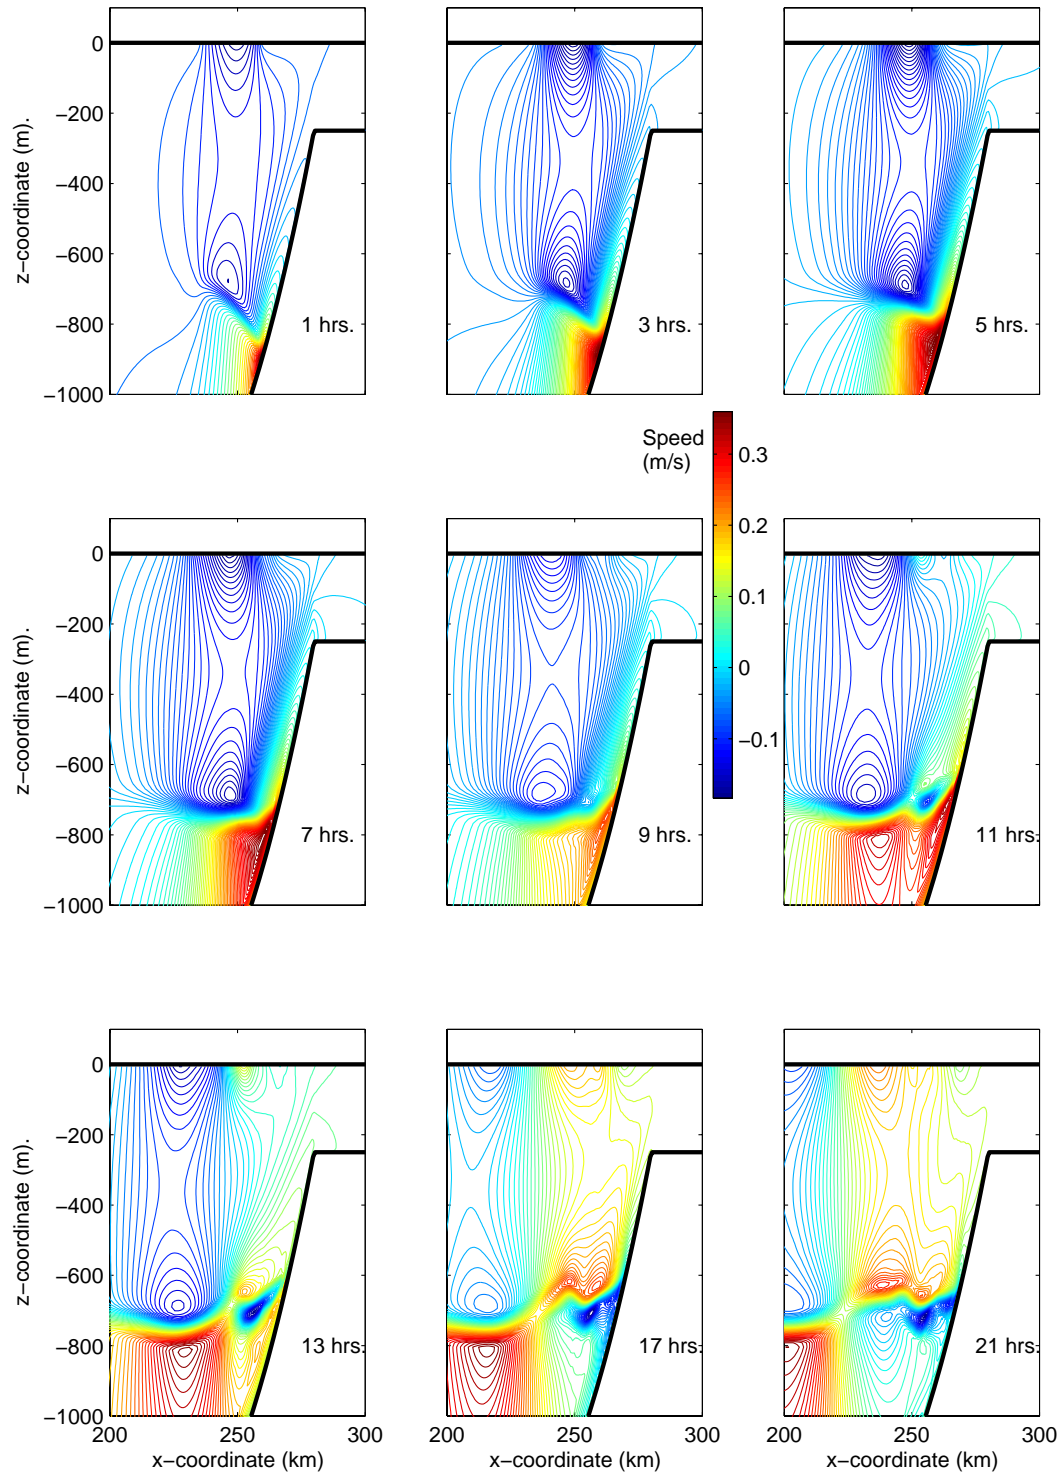 0
−200
−400
−600
−800
−1000
z−coordinate (m).
1 hrs.
3 hrs.
5 hrs.
Speed
(m/s)
0.3
0.2
0.1
0
−0.1
0
−200
−400
−600
−800
−1000
z−coordinate (m).
7 hrs.
9 hrs.
11 hrs.
0
−200
−400
−600
−800
−1000
z−coordinate (m).
13 hrs.
17 hrs.
21 hrs.
200 250 300
200 250 300
200 250 300
x−coordinate (km)
x−coordinate (km)
x−coordinate (km)